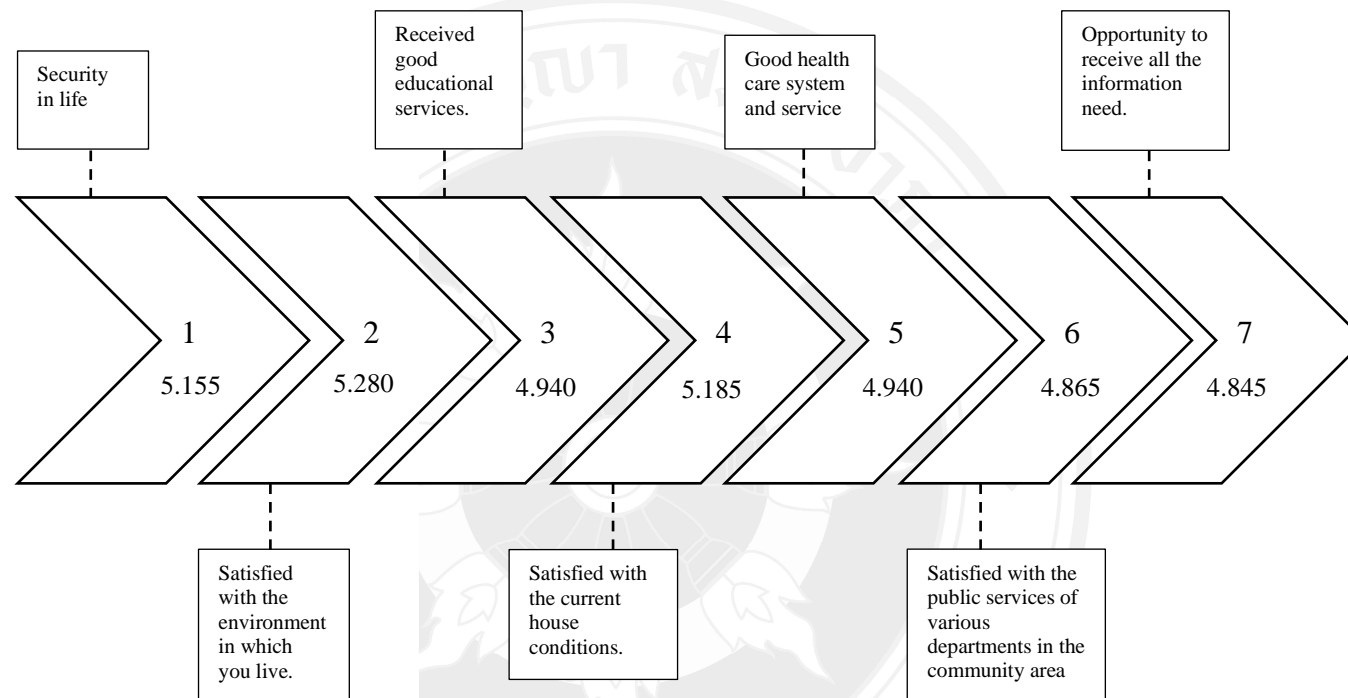 Security
in life
Received
good
educational
services.
Good health
care system
and service
Opportunity to
receive all the
information
need.
1
5.155
2
5.280
3
4.940
4
5.185
5
4.940
6
4.865
7
4.845
Satisfied
with the
environment
in which
you live.
Satisfied with
the current
house
conditions.
Satisfied with the
public services of
various
departments in the
community area